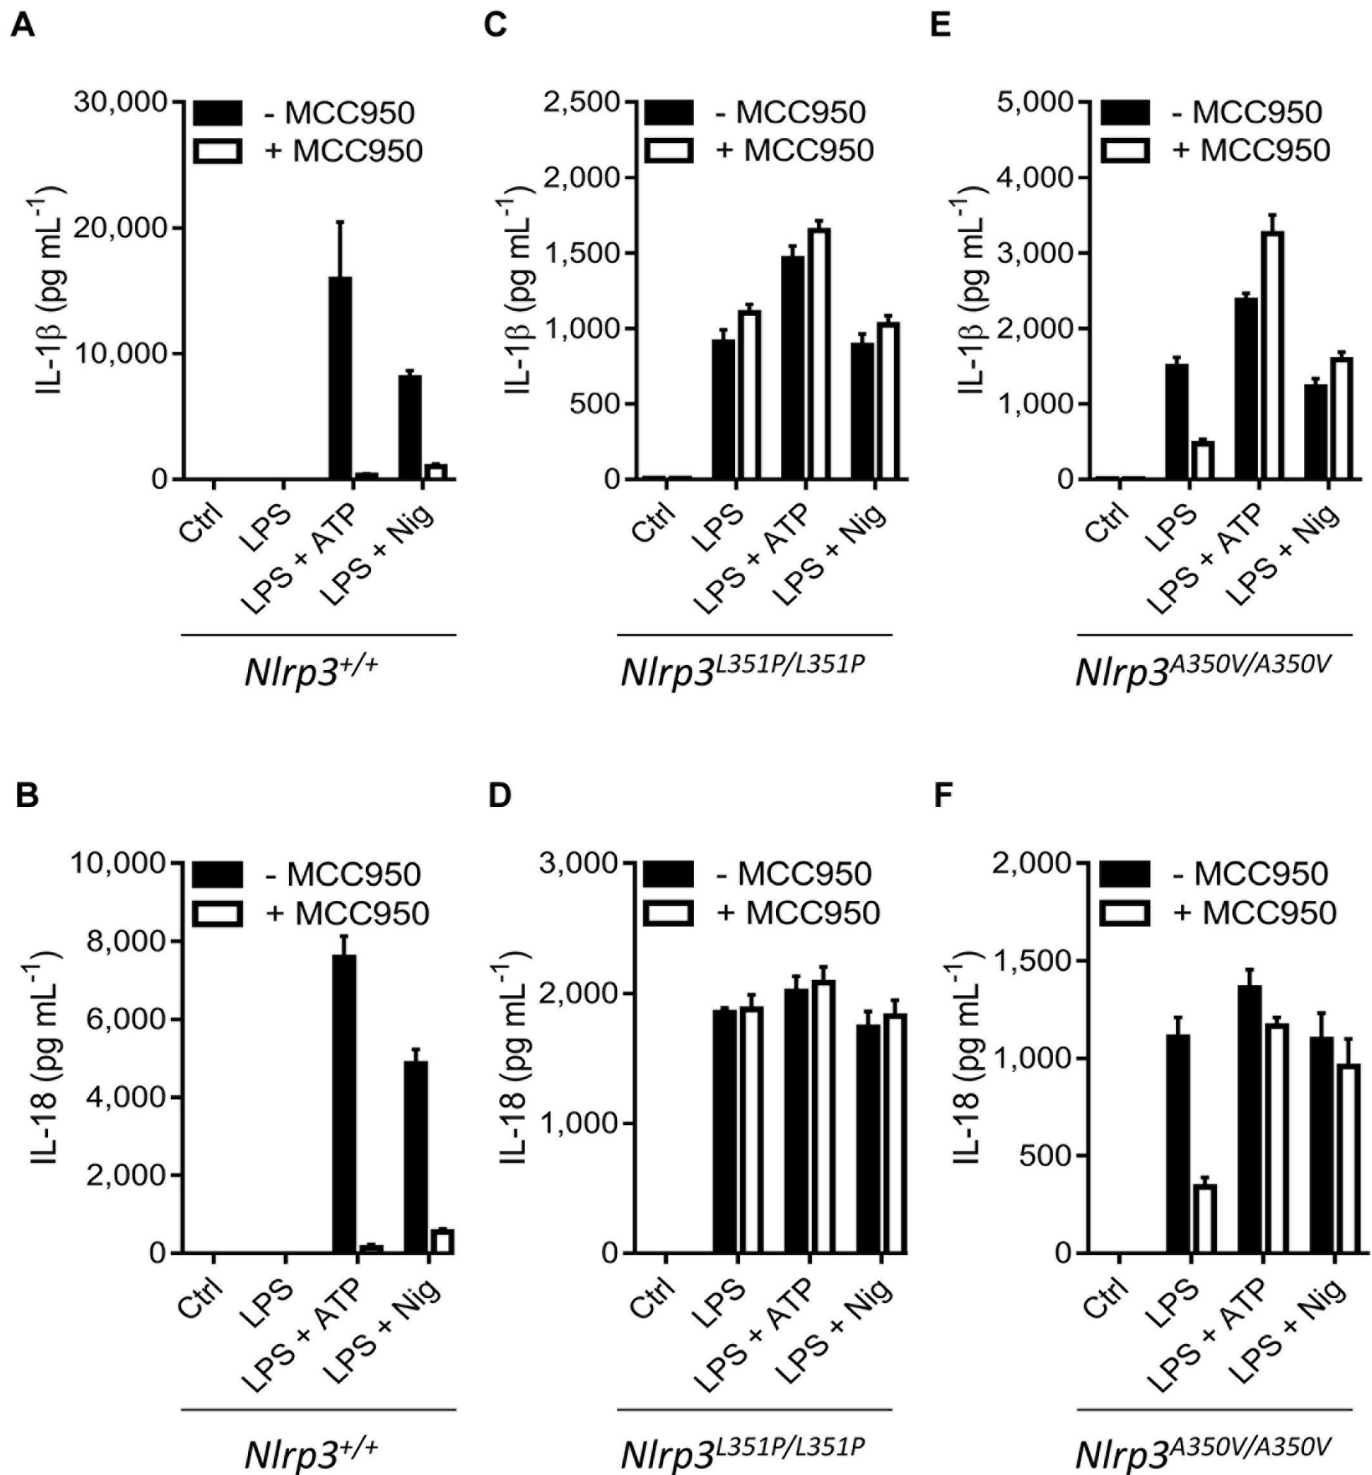 A
30,000
20,000
10,000
0
IL-1β (pg mL⁻¹)
- MCC950
+ MCC950
Ctrl
LPS
LPS + ATP
LPS + Nig
Nlrp3⁺/⁺
C
2,500
2,000
1,500
1,000
500
0
IL-1β (pg mL⁻¹)
- MCC950
+ MCC950
Ctrl
LPS
LPS + ATP
LPS + Nig
Nlrp3L351P/L351P
E
5,000
4,000
3,000
2,000
1,000
0
IL-1β (pg mL⁻¹)
- MCC950
+ MCC950
Ctrl
LPS
LPS + ATP
LPS + Nig
Nlrp3A350V/A350V
B
10,000
8,000
6,000
4,000
2,000
0
IL-18 (pg mL⁻¹)
- MCC950
+ MCC950
Ctrl
LPS
LPS + ATP
LPS + Nig
Nlrp3⁺/⁺
D
3,000
2,000
1,000
0
IL-18 (pg mL⁻¹)
- MCC950
+ MCC950
Ctrl
LPS
LPS + ATP
LPS + Nig
Nlrp3L351P/L351P
F
2,000
1,500
1,000
500
0
IL-18 (pg mL⁻¹)
- MCC950
+ MCC950
Ctrl
LPS
LPS + ATP
LPS + Nig
Nlrp3A350V/A350V